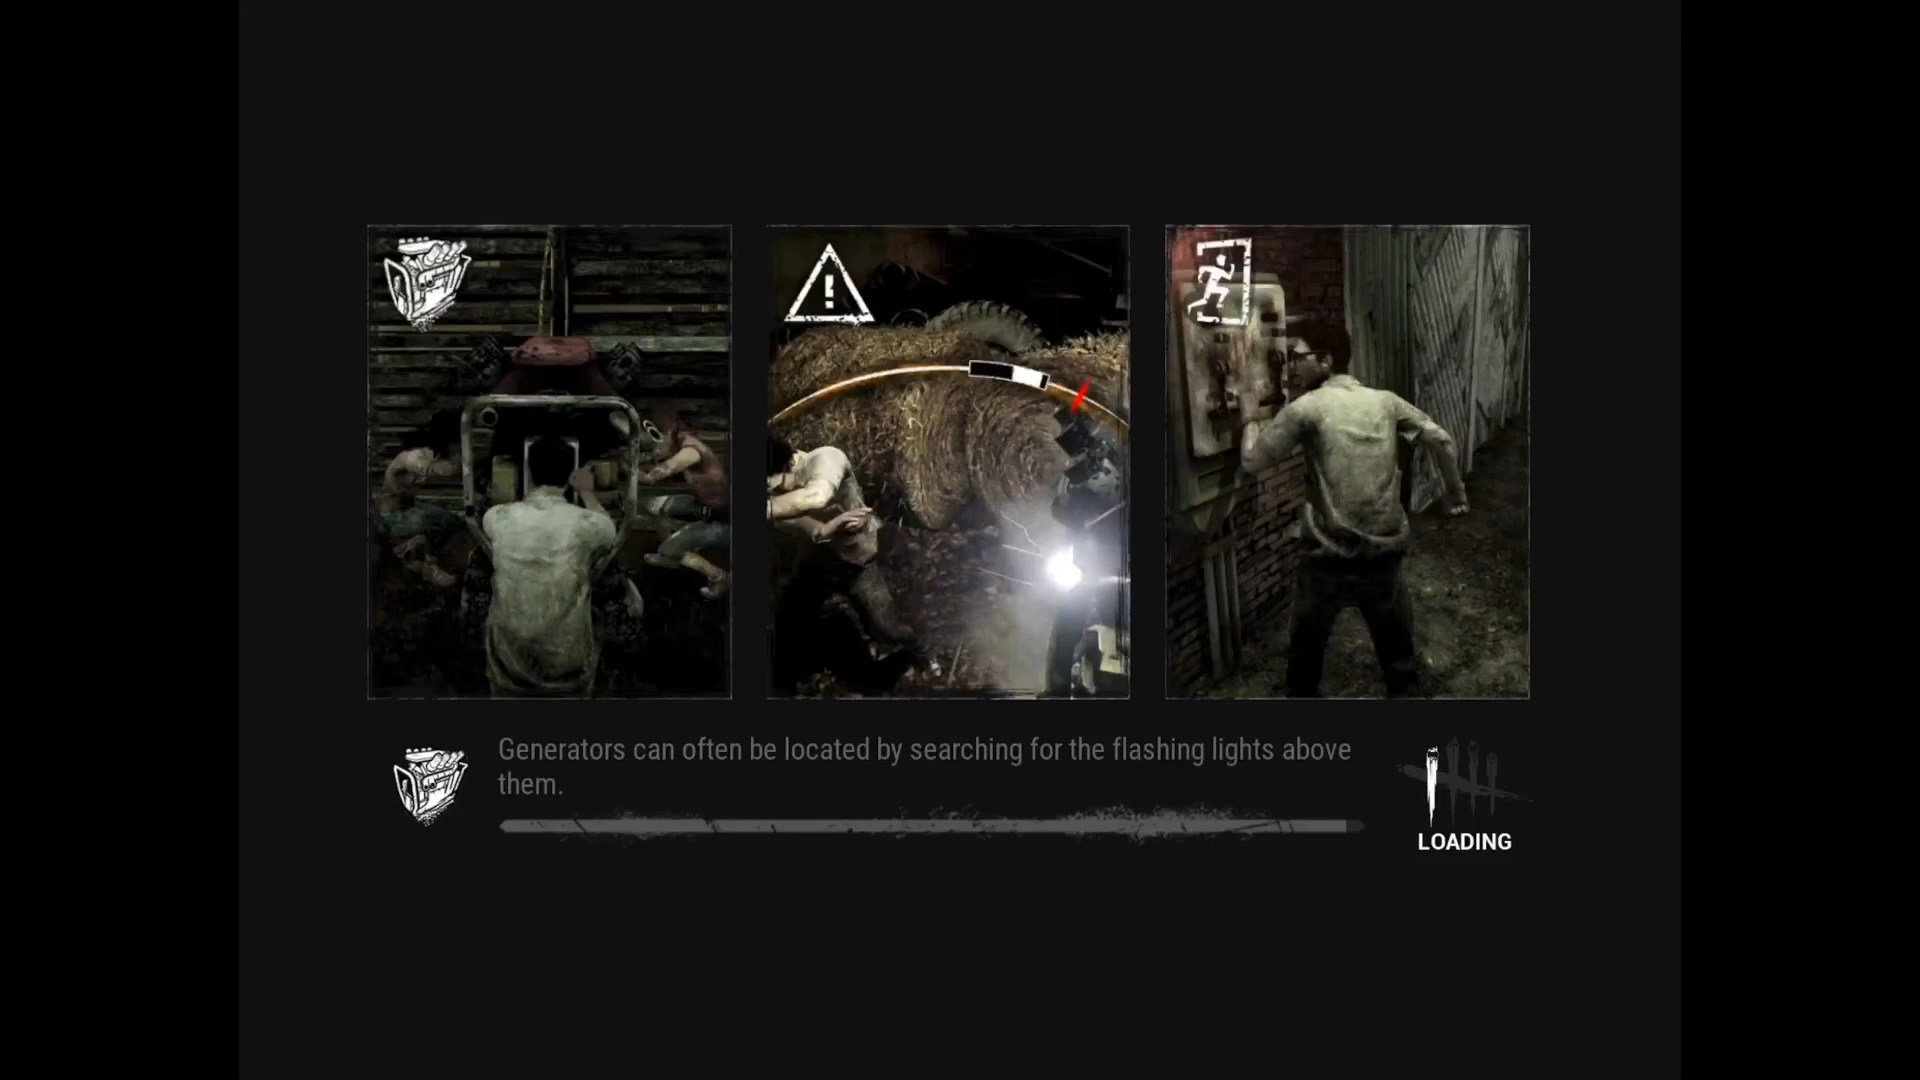 Generators can often be located by searching for the flashing lights above
them.
LOADING